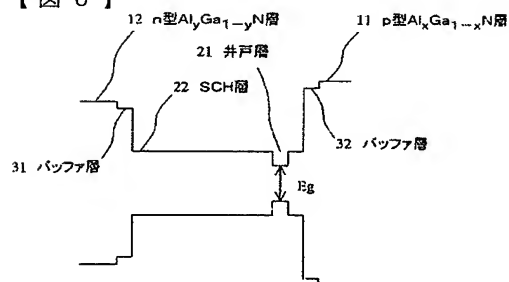 【図6】
12 n型AlyGa1-yN層
11 p型AlxGa1-xN層
21 井戸層
22 SCH層
31 バッファ層
32 バッファ層
Eg